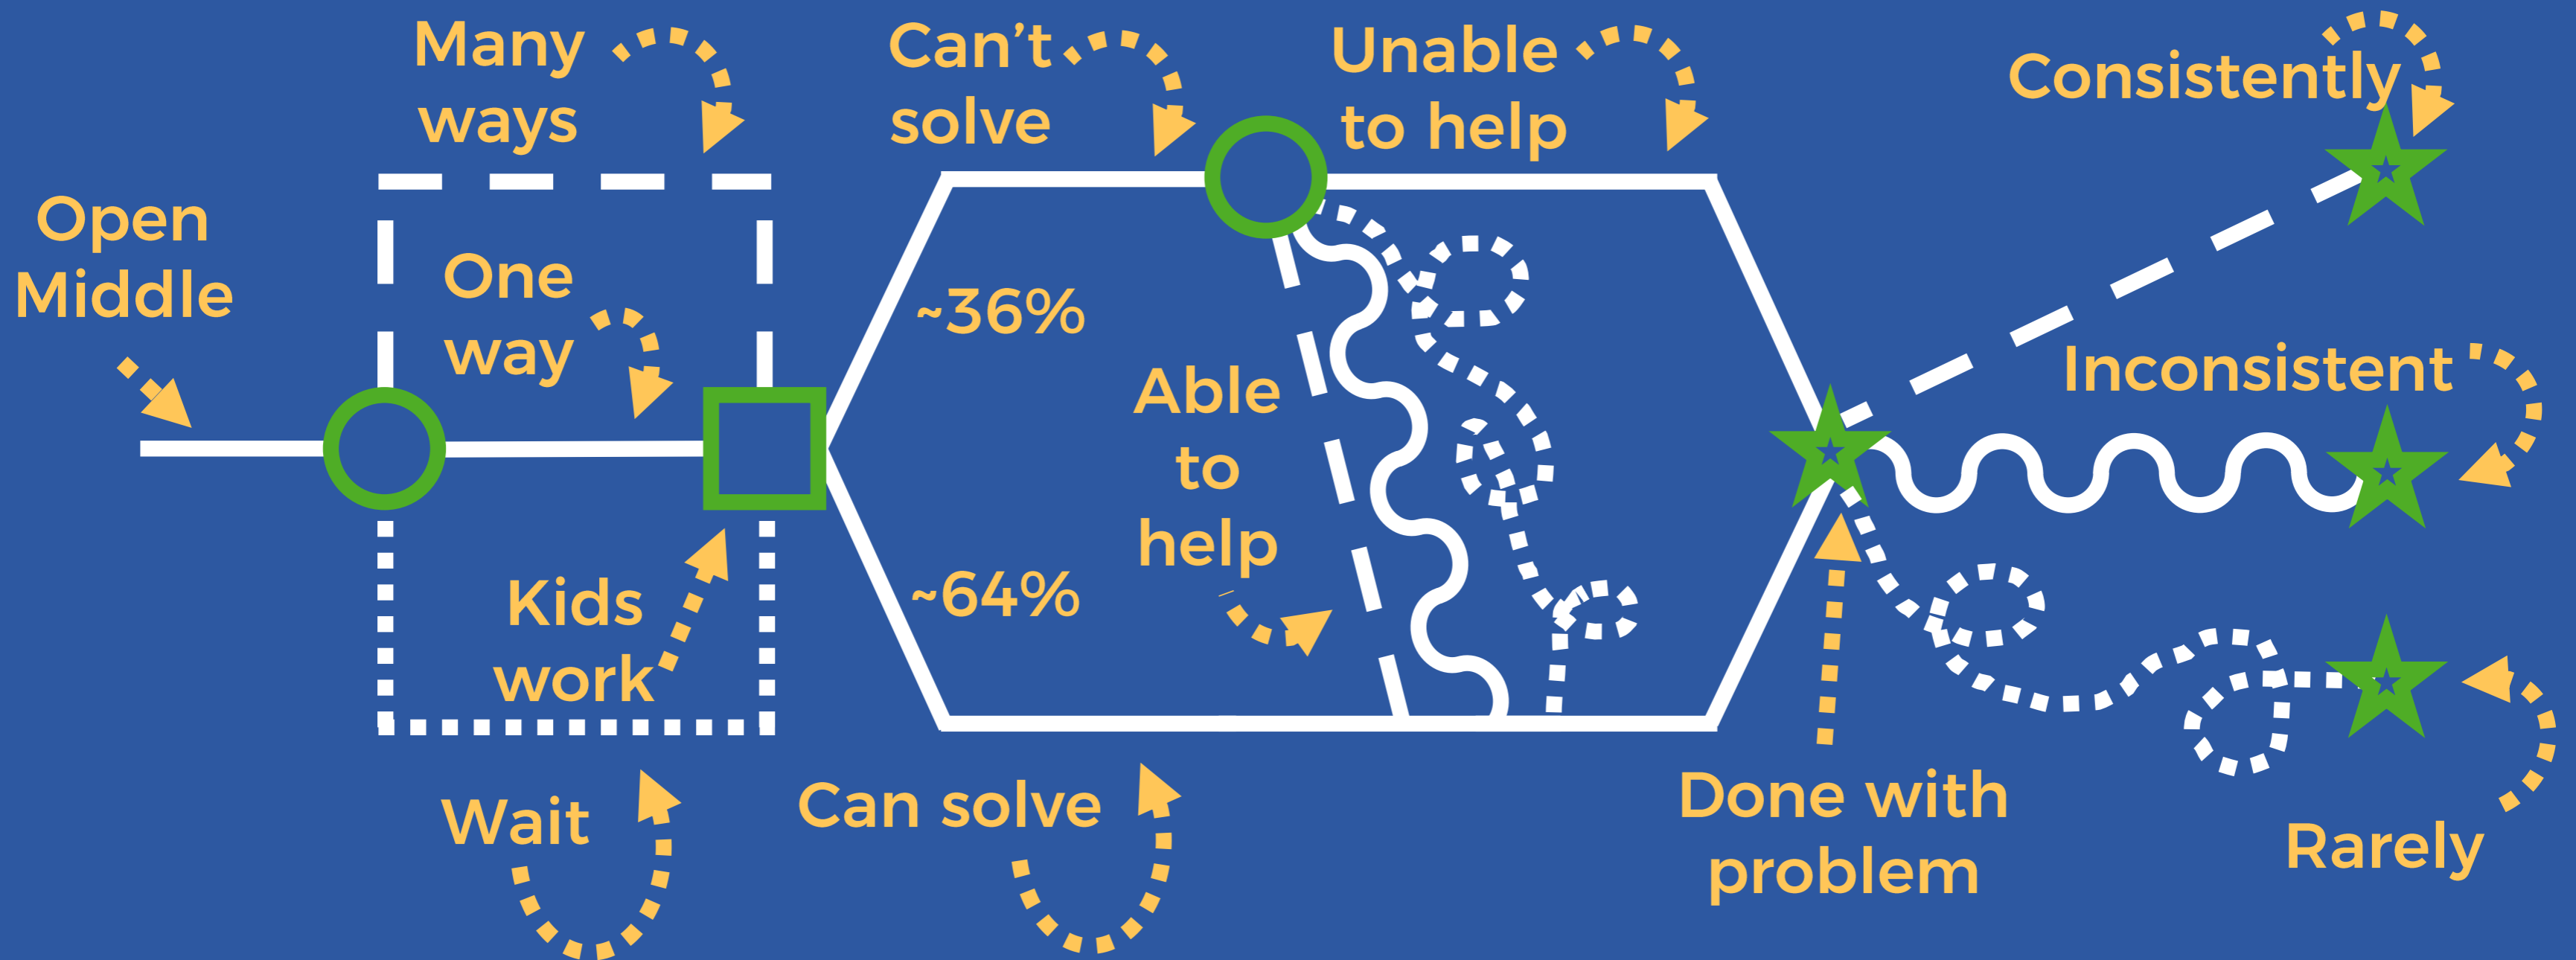 Many
ways
Can't
solve
Unable
to help
Consistently
Open
Middle
One
way
~36%
Able
to
help
Inconsistent
Kids
work
~64%
Wait
Can solve
Done with
problem
Rarely